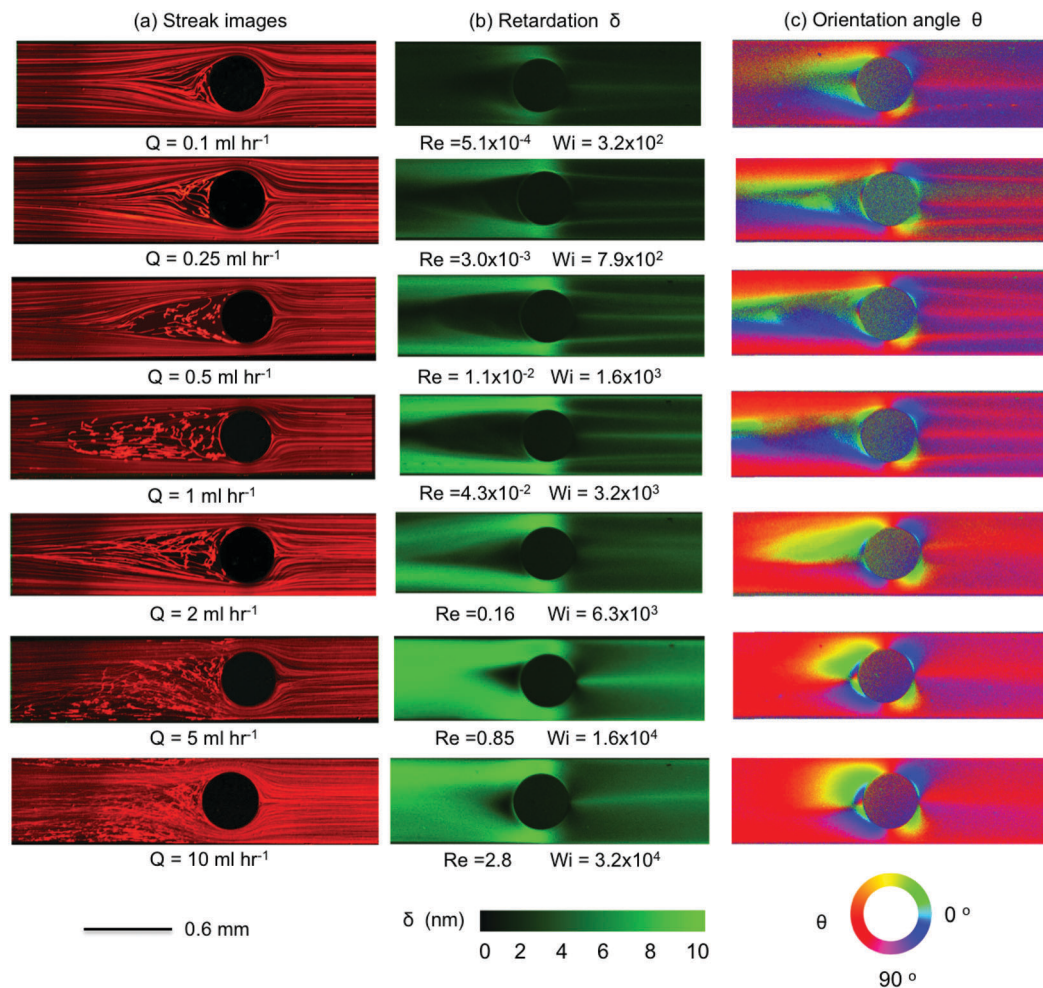 (a) Streak images (b) Retardation δ (c) Orientation angle θ
Q = 0.1 ml hr⁻¹ Re =5.1x10⁻⁴ Wi = 3.2x10²
Q = 0.25 ml hr⁻¹ Re =3.0x10⁻³ Wi = 7.9x10²
Q = 0.5 ml hr⁻¹ Re = 1.1x10⁻² Wi = 1.6x10³
Q = 1 ml hr⁻¹ Re =4.3x10⁻² Wi = 3.2x10³
Q = 2 ml hr⁻¹ Re =0.16 Wi = 6.3x10³
Q = 5 ml hr⁻¹ Re =0.85 Wi = 1.6x10⁴
Q = 10 ml hr⁻¹ Re =2.8 Wi = 3.2x10⁴
0.6 mm δ (nm) 0 2 4 6 8 10 θ 0 º
90 º